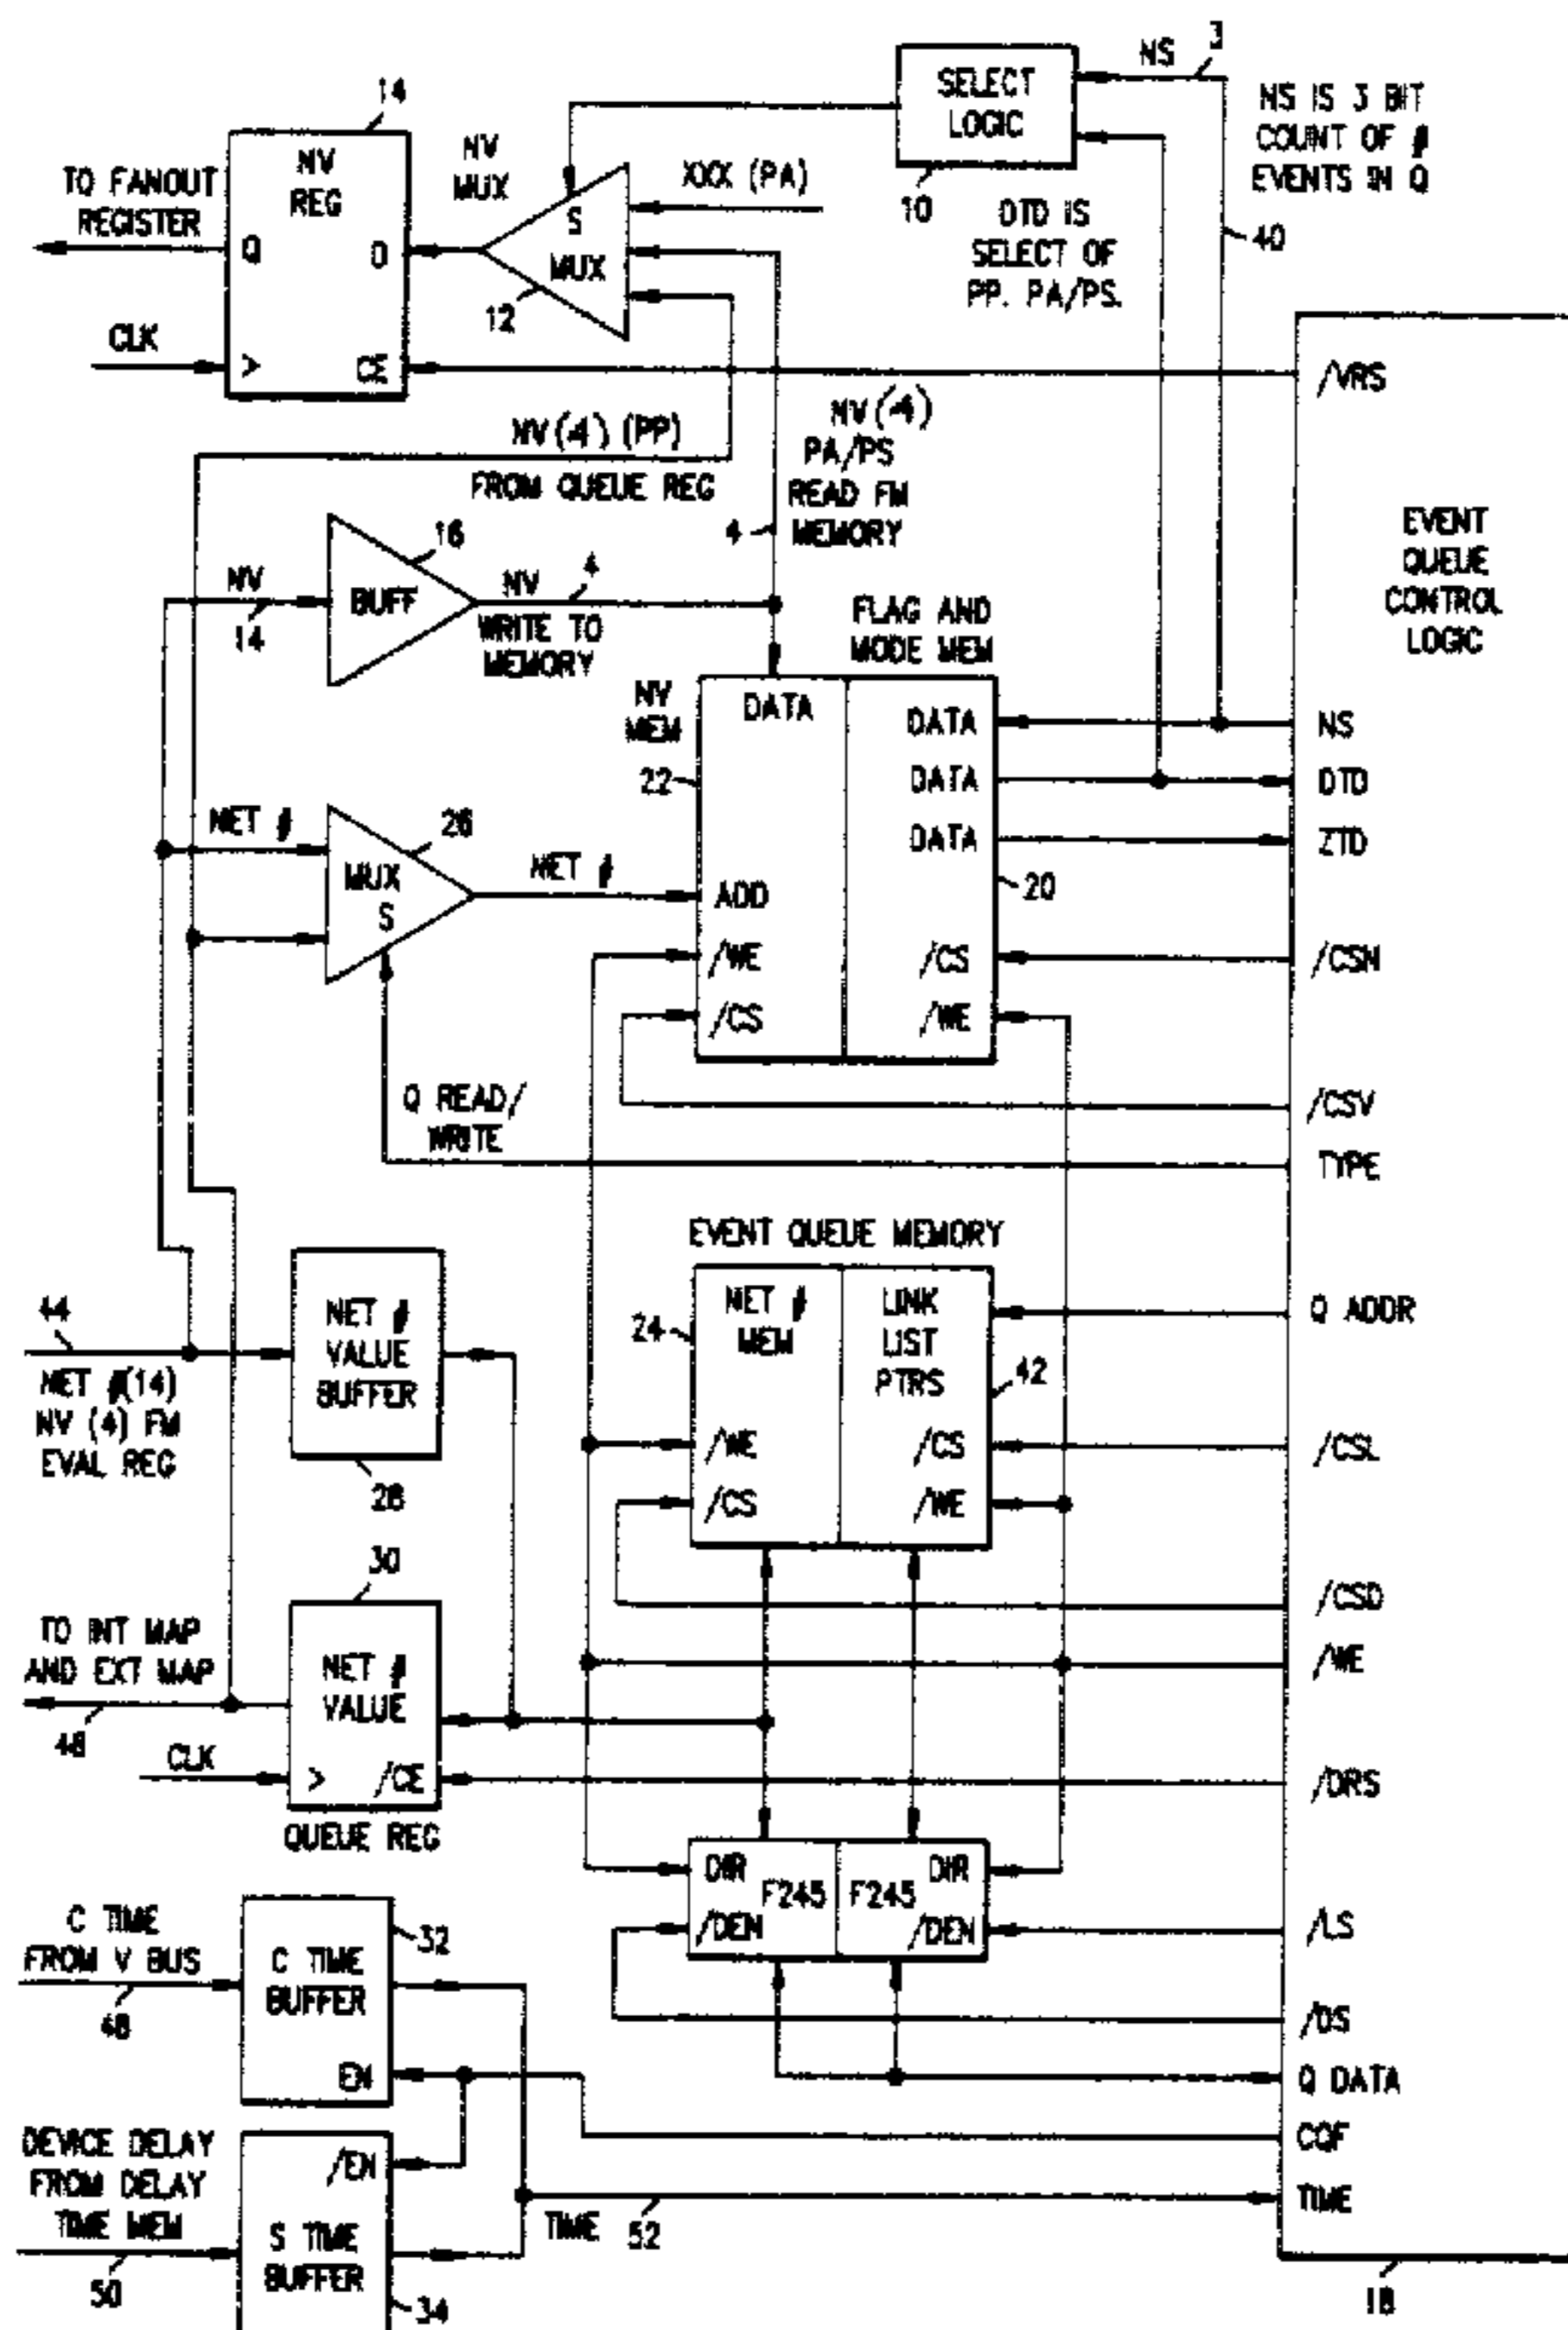 14
NV
REG
TO FANOUT
REGISTER
Q
D
CLK
>
CE
NV
MUX
S
MUX
12
XXX (PA)
SELECT
LOGIC
10
NS
3
NS IS 3 BIT
COUNT OF #
EVENTS IN Q
40
DTD IS
SELECT OF
PP. PA/PS.
NV(4) (PP)
FROM QUEUE REG
NV(4)
PA/PS
READ FM
MEMORY
4
/VRS
EVENT
QUEUE
CONTROL
LOGIC
NV
14
BUFF
16
NV
4
WRITE TO
MEMORY
FLAG AND
MODE MEM
NV
MEM
22
DATA
DATA
DATA
DATA
ADD
/WE
/CS
/CS
/WE
20
NS
DTD
ZTD
/CSN
/CSV
TYPE
NET #
MUX
S
26
NET #
Q READ/
WRITE
EVENT QUEUE MEMORY
NET #
MEM
24
LINK
LIST
PTRS
42
/WE
/CS
/CS
/WE
Q ADDR
/CSL
/CSD
/WE
/DRS
44
NET #(14)
NV (4) FM
EVAL REG
NET #
VALUE
BUFFER
28
30
TO INT MAP
AND EXT MAP
46
NET #
VALUE
CLK
>
/CE
QUEUE REG
DIR
F245
/DEN
F245
DIR
/DEN
/LS
/DS
Q DATA
CQF
TIME
C TIME
FROM V BUS
48
C TIME
BUFFER
EN
32
DEVICE DELAY
FROM DELAY
TIME MEM
50
/EN
S TIME
BUFFER
34
TIME
52
18